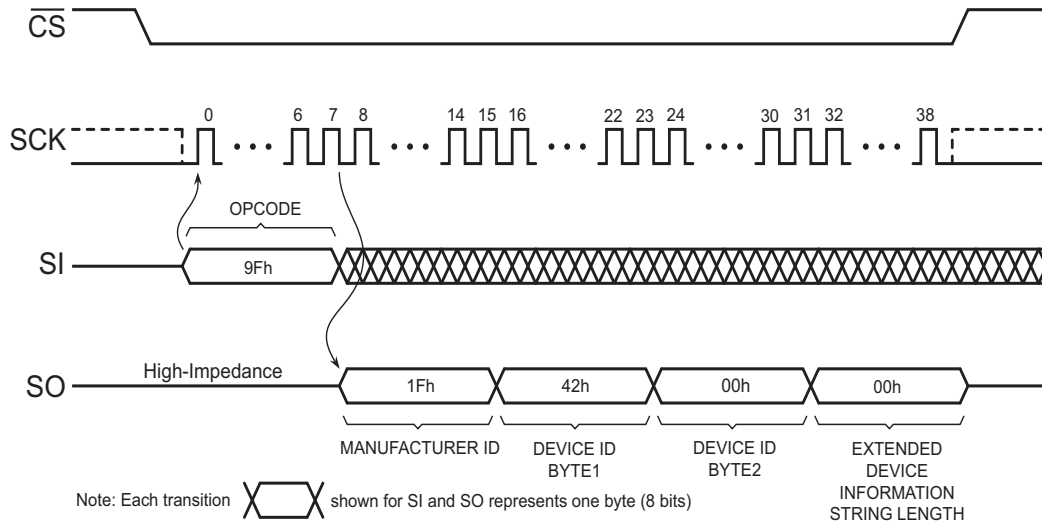 CS
0 6 7 8 14 15 16 22 23 24 30 31 32 38
SCK
OPCODE
SI
9Fh
High-Impedance
SO
1Fh 42h 00h 00h
MANUFACTURER ID
DEVICE ID
BYTE1
DEVICE ID
BYTE2
EXTENDED
DEVICE
INFORMATION
STRING LENGTH
Note: Each transition shown for SI and SO represents one byte (8 bits)